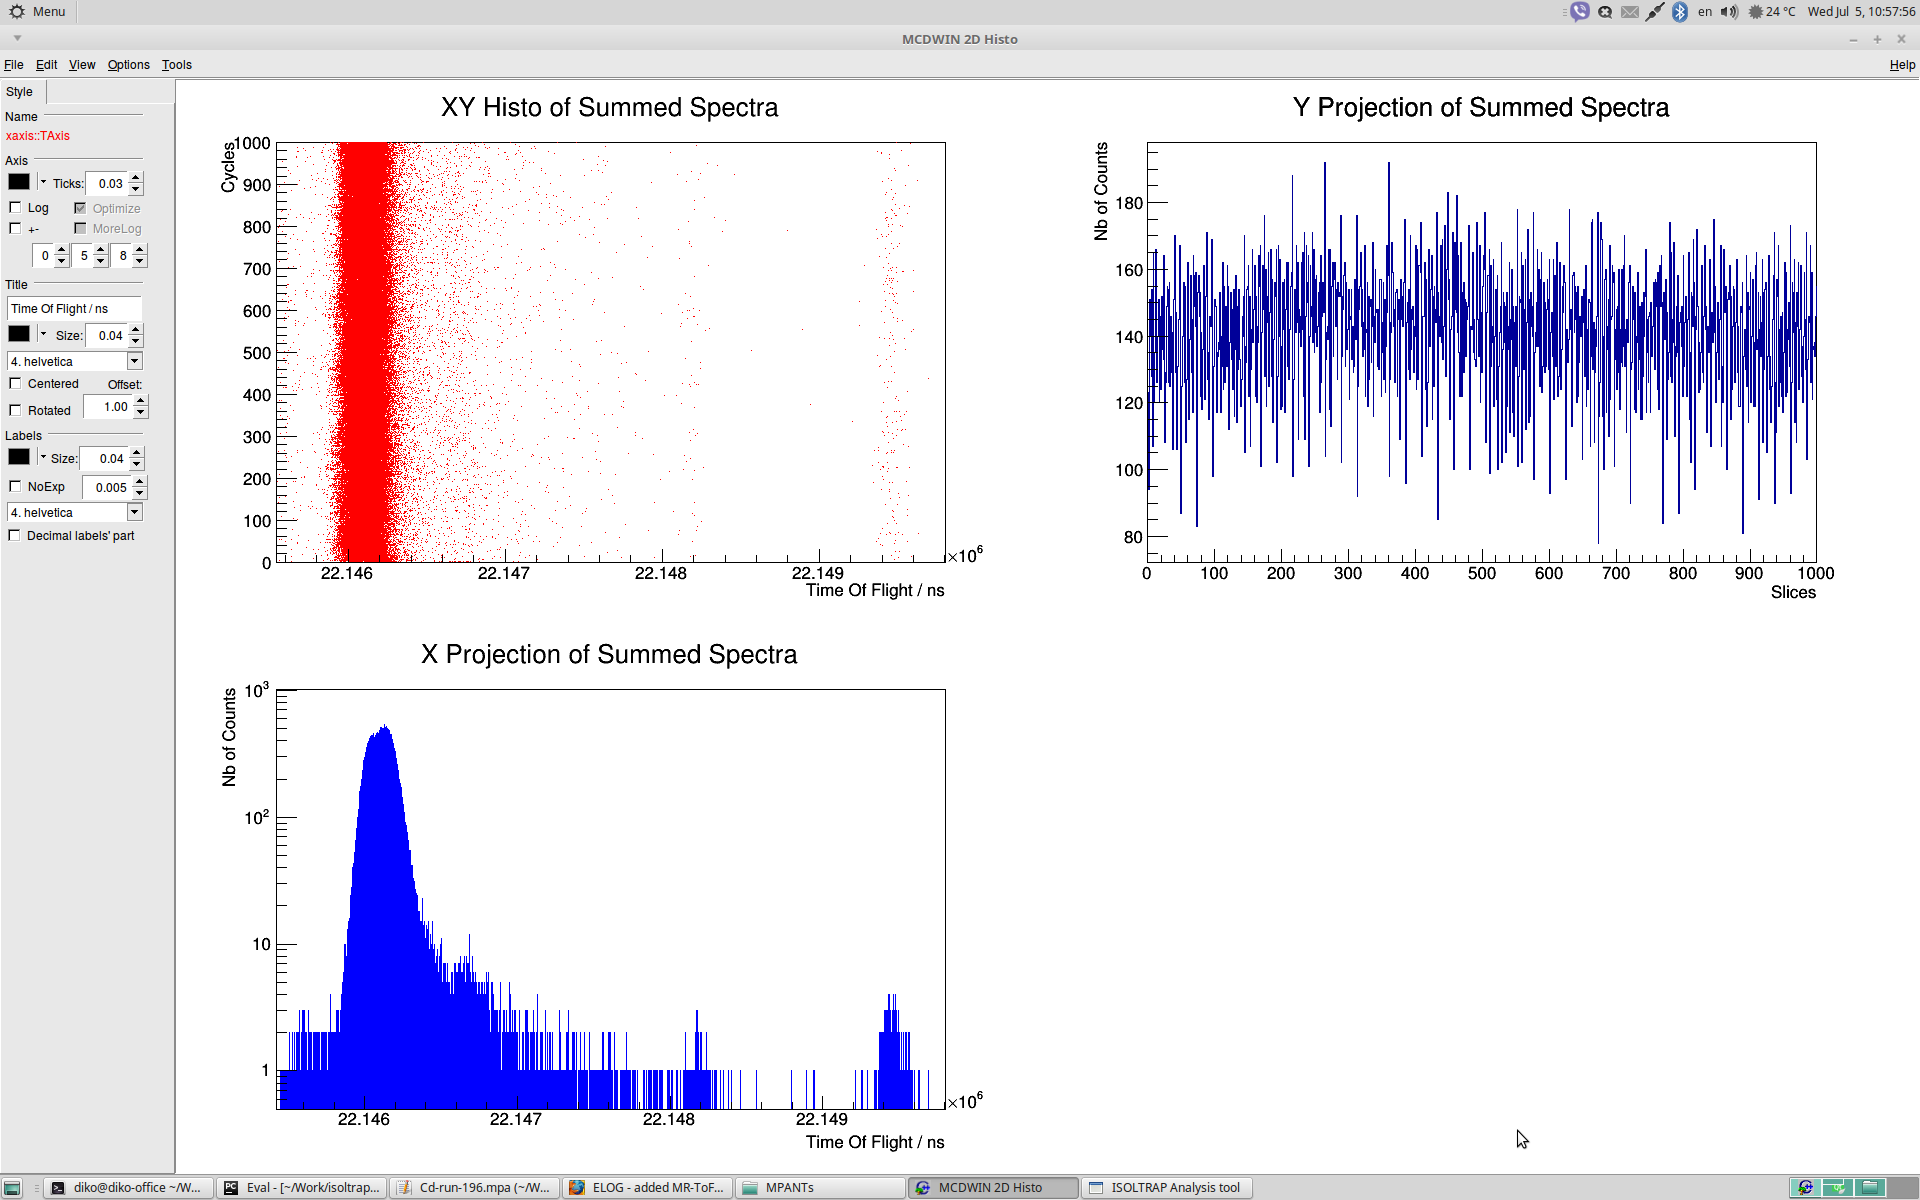 Menu
en
24 °C
Wed Jul 5, 10:57:56
MCDWIN 2D Histo
File Edit View Options Tools
Help
Style
Name
xaxis::TAxis
Axis
Ticks: 0.03
Log Optimize
+- MoreLog
0 5 8
Title
Time Of Flight / ns
Size: 0.04
4. helvetica
Centered Offset:
Rotated 1.00
Labels
Size: 0.04
NoExp 0.005
4. helvetica
Decimal labels' part
XY Histo of Summed Spectra
Cycles
1000
900
800
700
600
500
400
300
200
100
0
22.146 22.147 22.148 22.149
×10⁶
Time Of Flight / ns
Y Projection of Summed Spectra
Nb of Counts
180
160
140
120
100
80
0 100 200 300 400 500 600 700 800 900 1000
Slices
X Projection of Summed Spectra
Nb of Counts
10³
10²
10
1
22.146 22.147 22.148 22.149
×10⁶
Time Of Flight / ns
diko@diko-office ~/W...
PC Eval - [~/Work/isoltrap...
Cd-run-196.mpa (~/W...
ELOG - added MR-ToF...
MPANTs
MCDWIN 2D Histo
ISOLTRAP Analysis tool